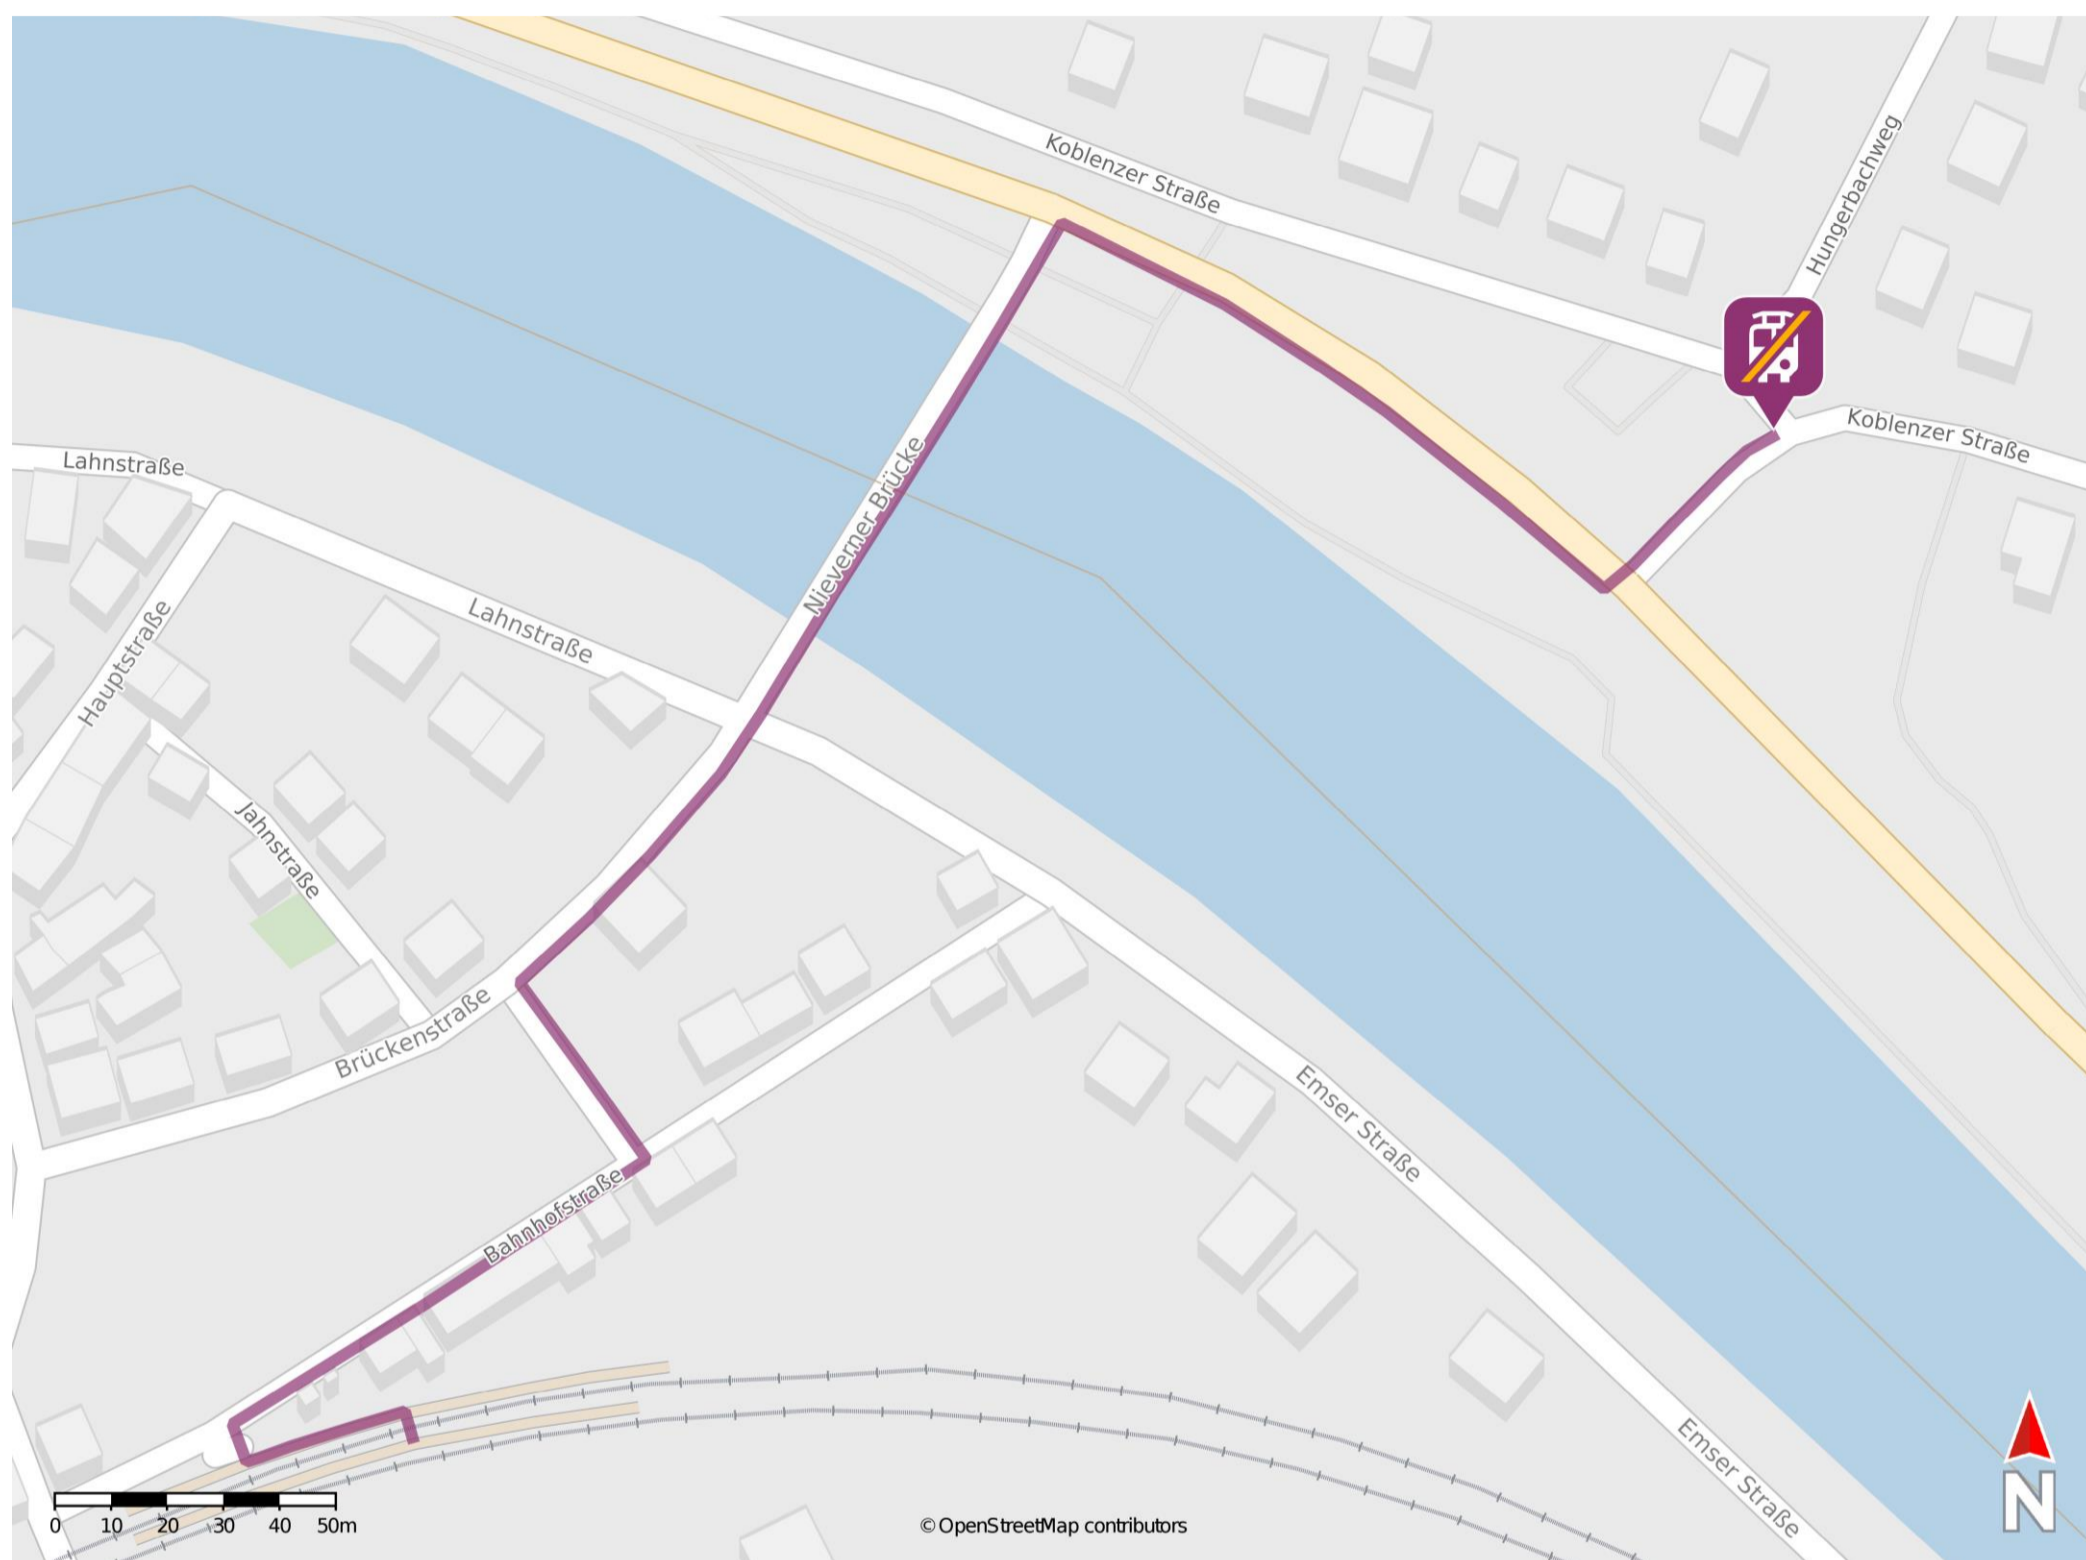 Koblenzer Straße
Hungerbachweg
Koblenzer Straße
Lahnstraße
Nieverner Brücke
Lahnstraße
Hauptstraße
Jahnstraße
Brückenstraße
Emser Straße
Bahnhofstraße
Emser Straße
N
0 10 20 30 40 50m
© OpenStreetMap contributors